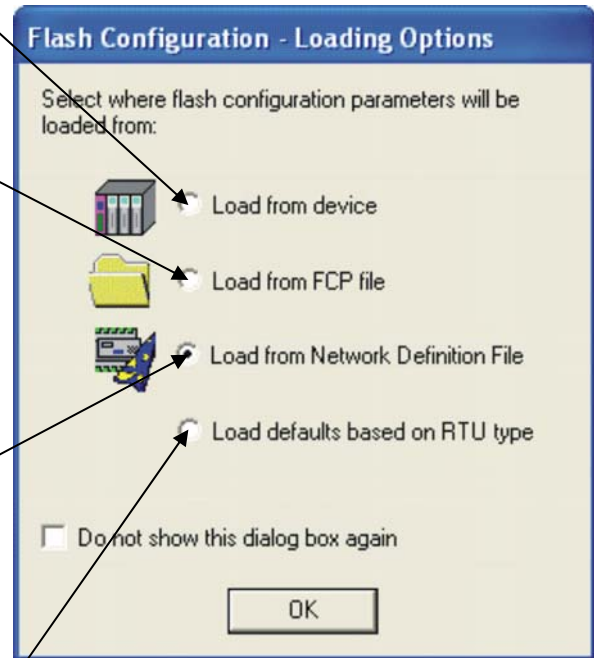 Flash Configuration - Loading Options
Select where flash configuration parameters will be
loaded from:
Load from device
Load from FCP file
Load from Network Definition File
Load defaults based on RTU type
Do not show this dialog box again
OK